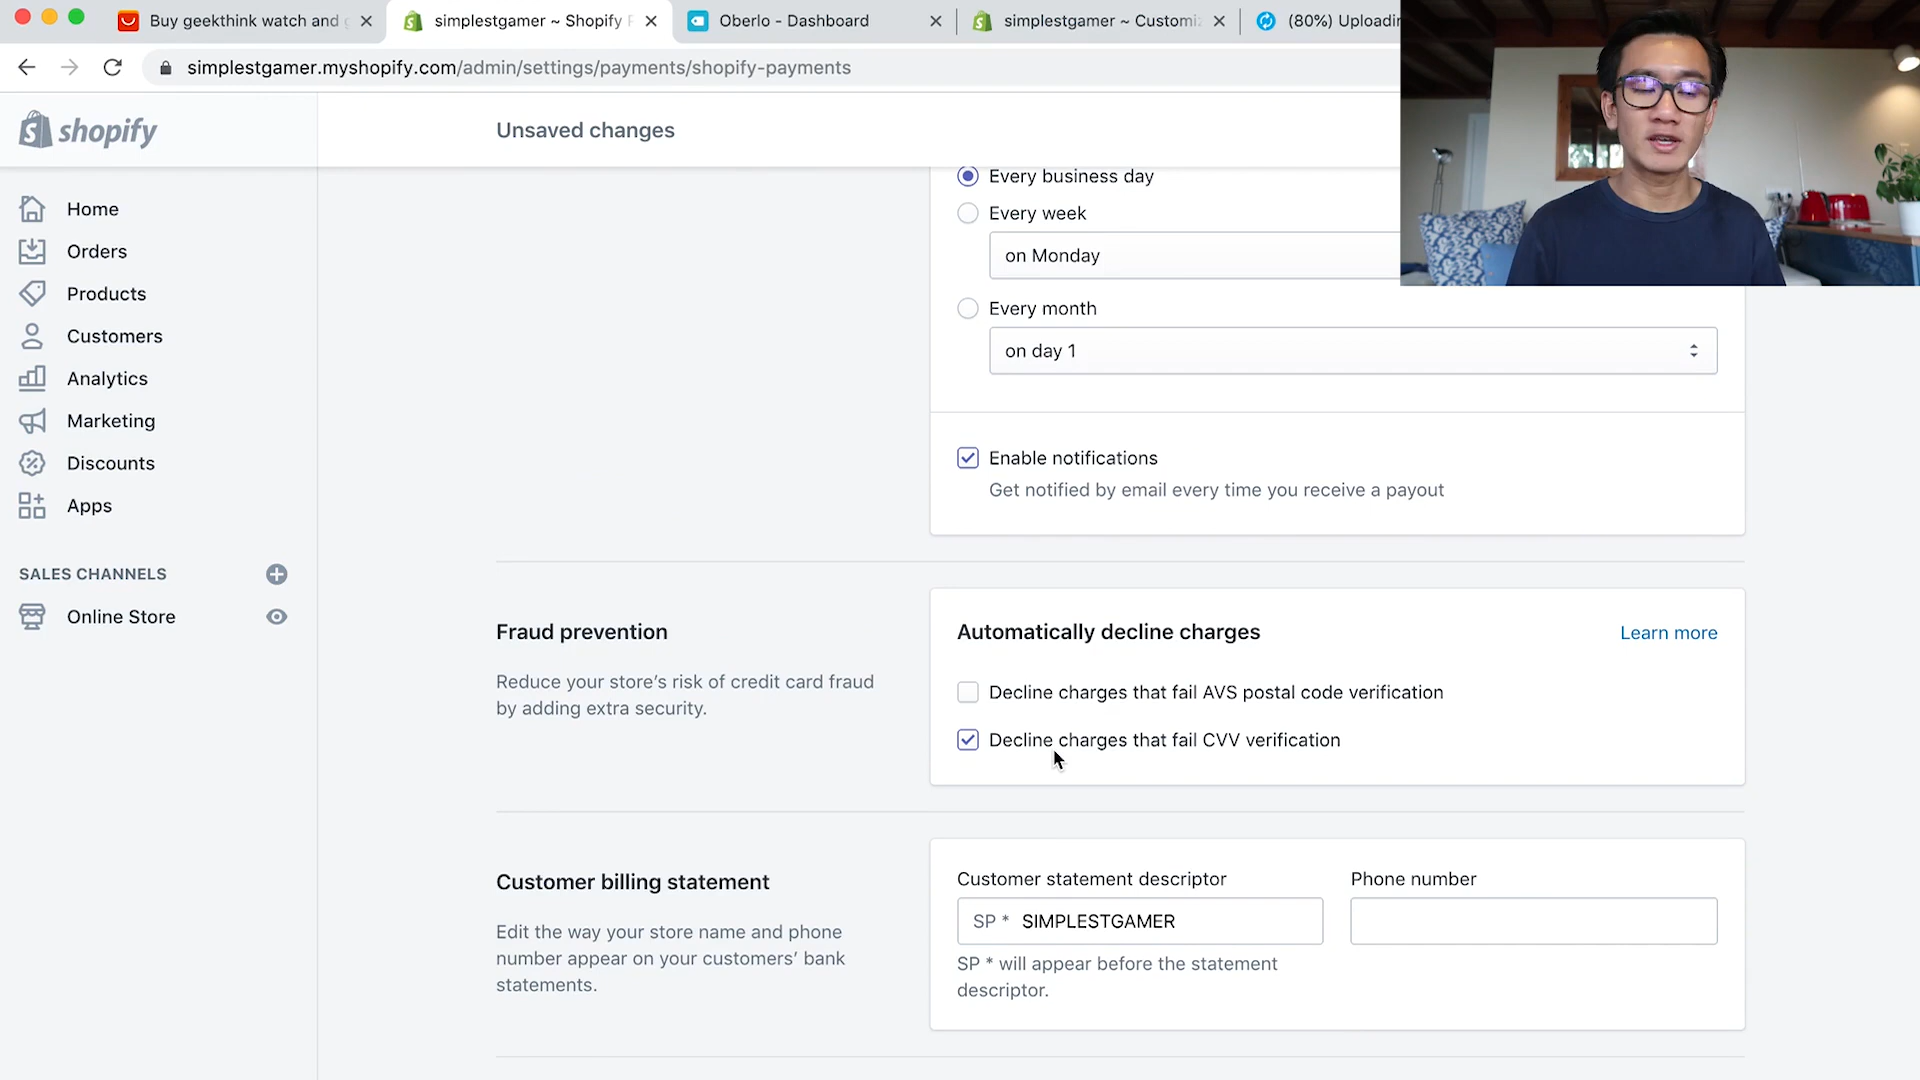 Buy geekthink watch and
simplestgamer ~ Shopify
Oberlo - Dashboard
simplestgamer ~ Customi
(80%) Uploadin
simplestgamer.myshopify.com/admin/settings/payments/shopify-payments
shopify
Unsaved changes
Home
Orders
Products
Customers
Analytics
Marketing
Discounts
Apps
SALES CHANNELS
Online Store
Every business day
Every week
on Monday
Every month
on day 1
Enable notifications
Get notified by email every time you receive a payout
Fraud prevention
Reduce your store's risk of credit card fraud
by adding extra security.
Automatically decline charges
Learn more
Decline charges that fail AVS postal code verification
Decline charges that fail CVV verification
Customer billing statement
Edit the way your store name and phone
number appear on your customers' bank
statements.
Customer statement descriptor
Phone number
SP * SIMPLESTGAMER
SP * will appear before the statement
descriptor.